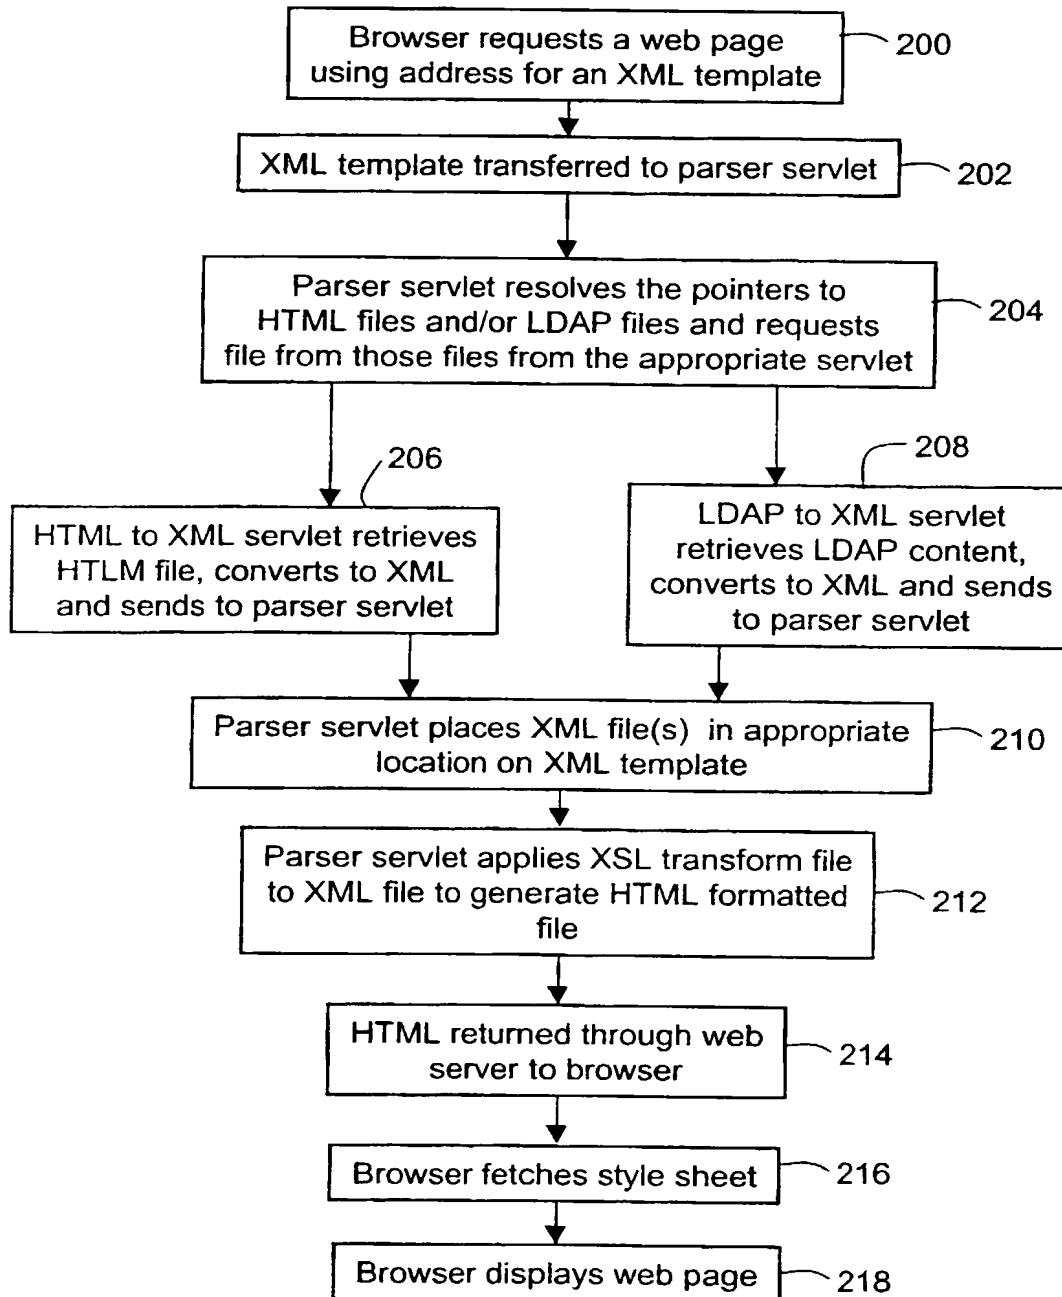 Browser requests a web page
using address for an XML template
200
XML template transferred to parser servlet
202
Parser servlet resolves the pointers to
HTML files and/or LDAP files and requests
file from those files from the appropriate servlet
204
206
HTML to XML servlet retrieves
HTLM file, converts to XML
and sends to parser servlet
208
LDAP to XML servlet
retrieves LDAP content,
converts to XML and sends
to parser servlet
Parser servlet places XML file(s) in appropriate
location on XML template
210
Parser servlet applies XSL transform file
to XML file to generate HTML formatted
file
212
HTML returned through web
server to browser
214
Browser fetches style sheet
216
Browser displays web page
218